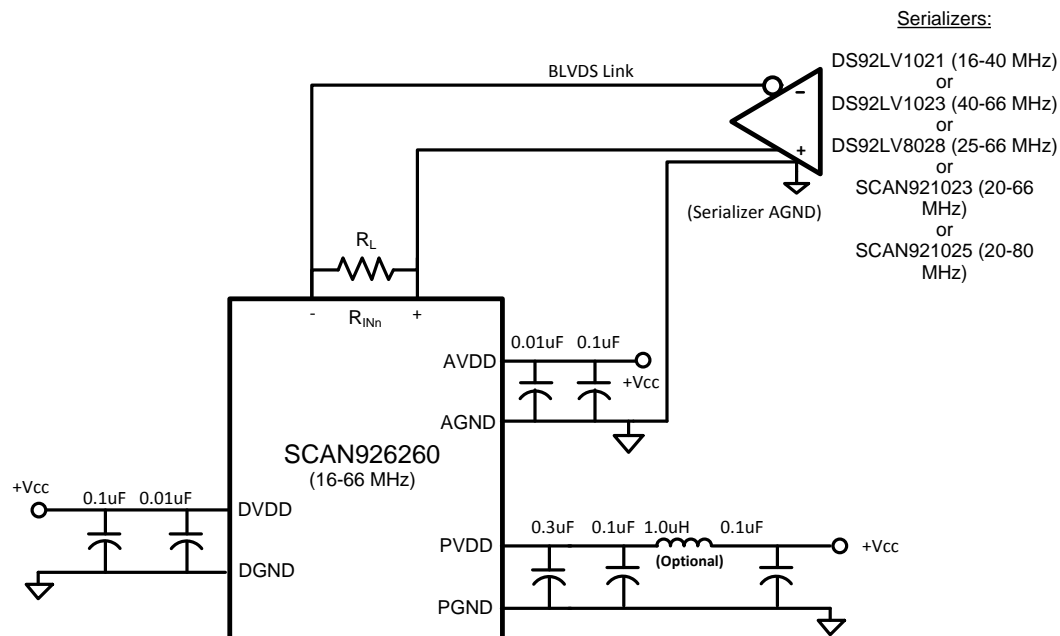 Serializers:
DS92LV1021 (16-40 MHz)
or
DS92LV1023 (40-66 MHz)
or
DS92LV8028 (25-66 MHz)
or
SCAN921023 (20-66
MHz)
or
SCAN921025 (20-80
MHz)
BLVDS Link
-
+
(Serializer AGND)
RL
- RINn +
0.01uF 0.1uF
AVDD
+Vcc
AGND
SCAN926260
(16-66 MHz)
+Vcc
0.1uF 0.01uF
DVDD
DGND
0.3uF 0.1uF 1.0uH 0.1uF
PVDD
(Optional)
+Vcc
PGND